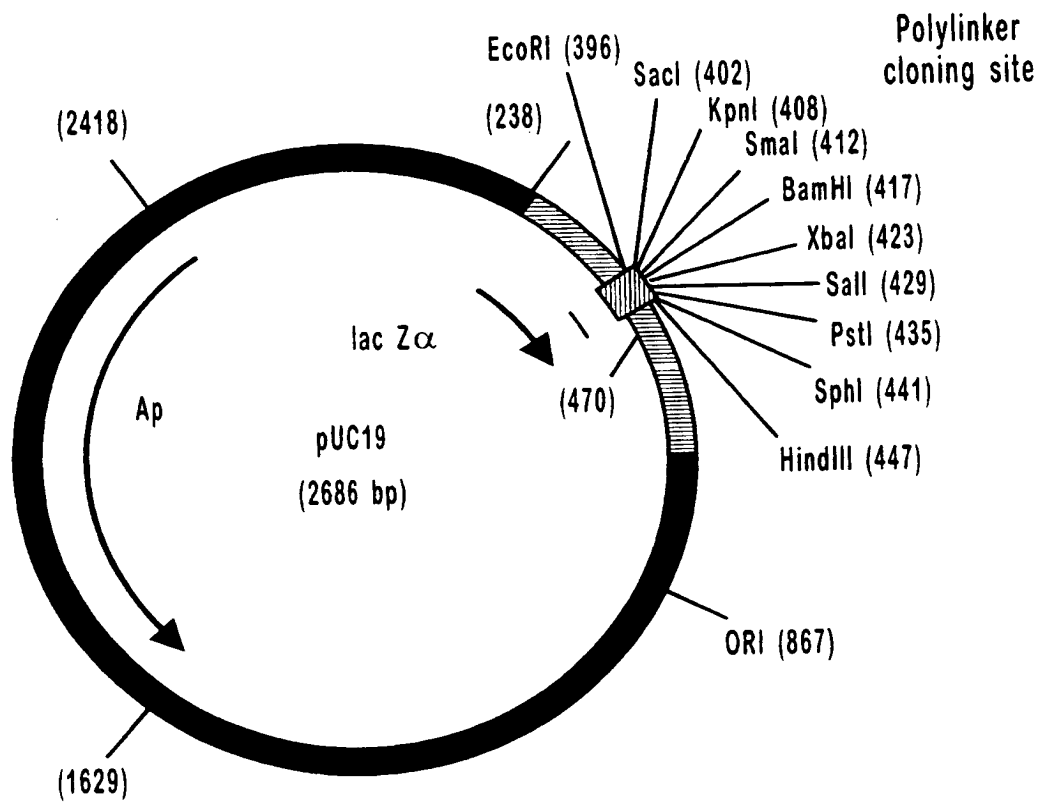 Polylinker
cloning site
EcoRI (396)
SacI (402)
(238)
KpnI (408)
(2418)
SmaI (412)
BamHI (417)
XbaI (423)
SalI (429)
PstI (435)
SphI (441)
HindIII (447)
lac Zα
(470)
Ap
pUC19
(2686 bp)
ORI (867)
(1629)